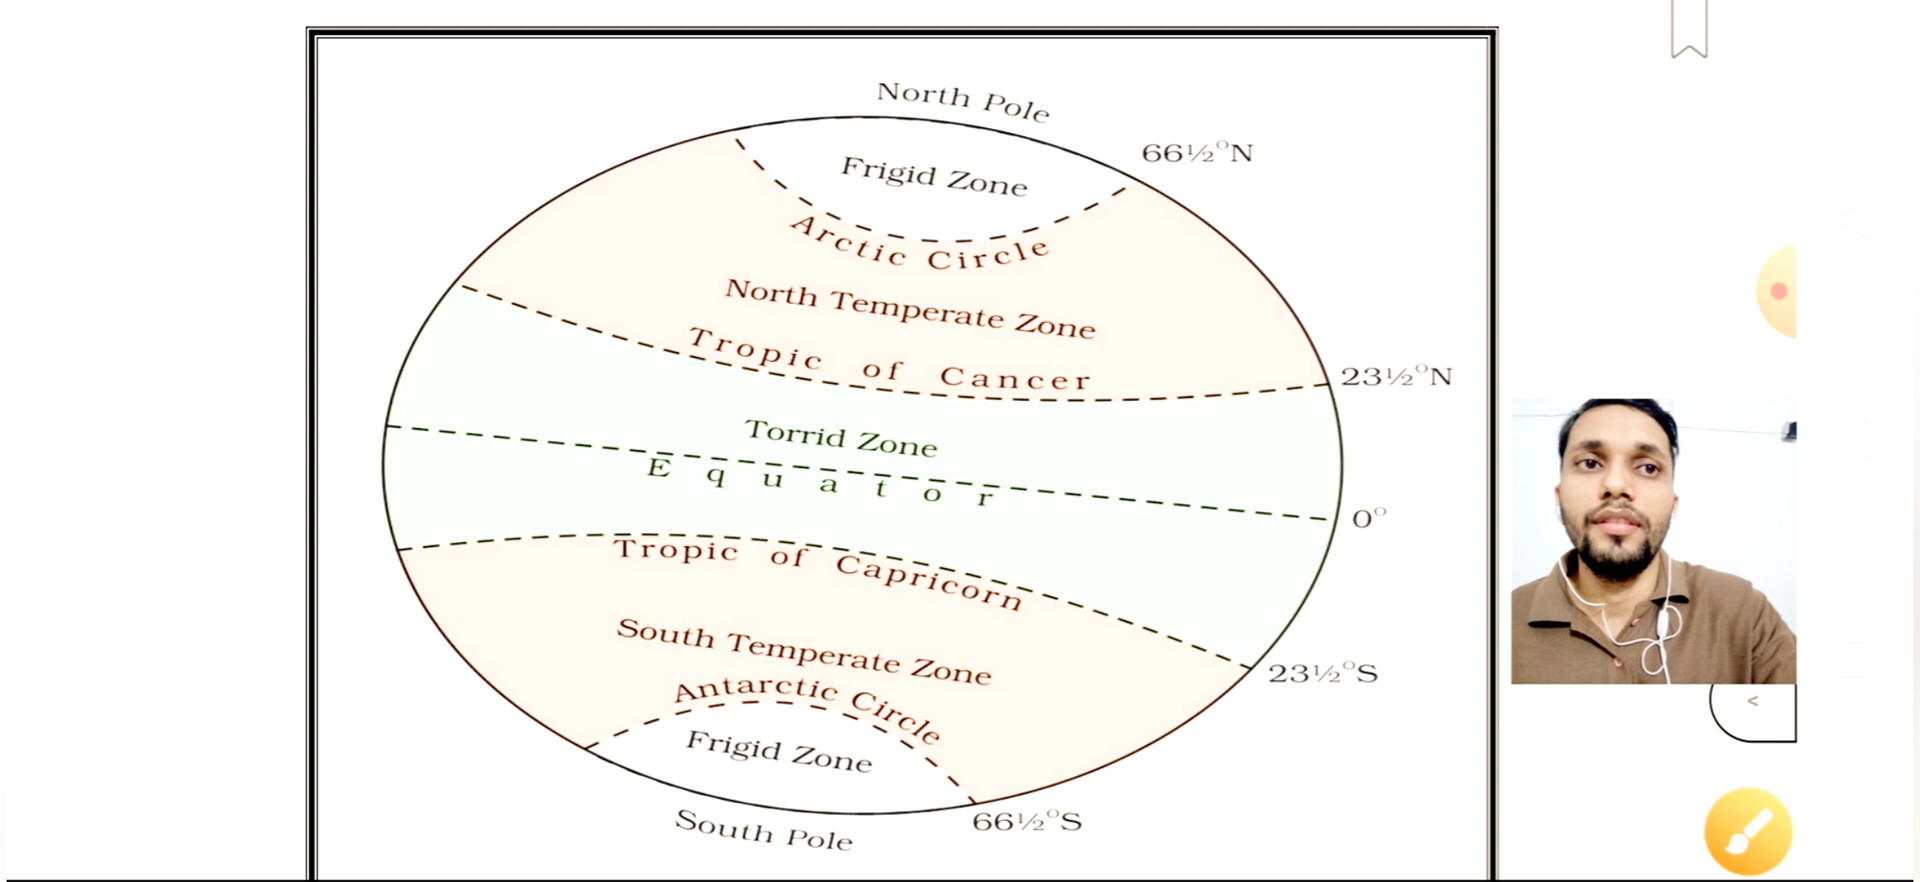 North Pole
66½°N
Frigid Zone
Arctic Circle
North Temperate Zone
Tropic of Cancer
23½°N
Torrid Zone
Equator
0°
Tropic of Capricorn
South Temperate Zone
23½°S
Antarctic Circle
Frigid Zone
South Pole
66½°S
<